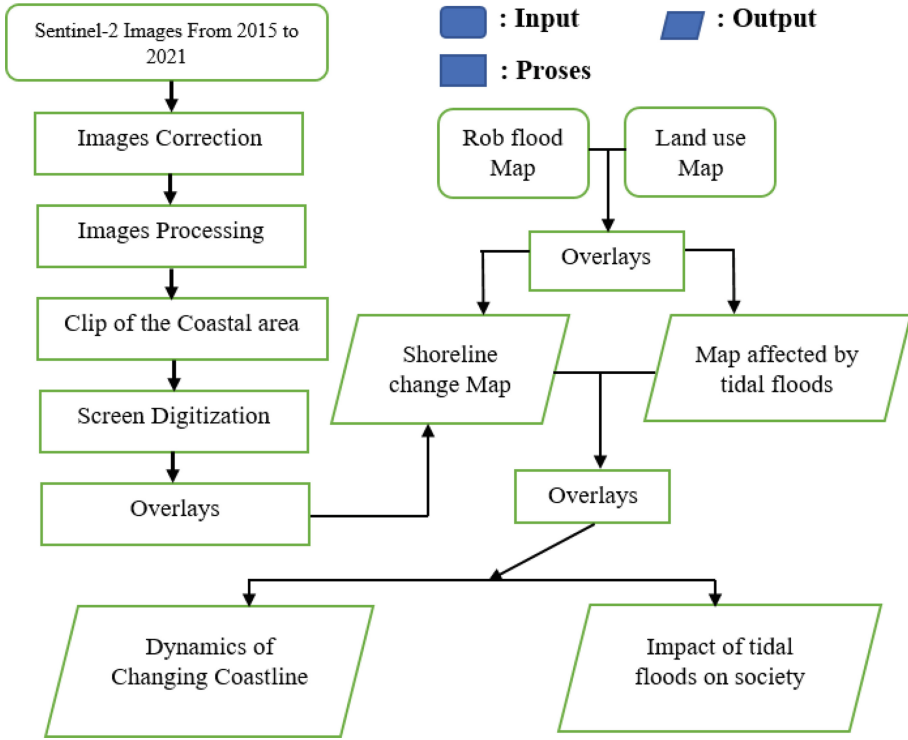 Sentinel-2 Images From 2015 to
2021
: Input
: Output
: Proses
Images Correction
Images Processing
Clip of the Coastal area
Screen Digitization
Overlays
Rob flood
Map
Land use
Map
Overlays
Shoreline
change Map
Map affected by
tidal floods
Overlays
Dynamics of
Changing Coastline
Impact of tidal
floods on society